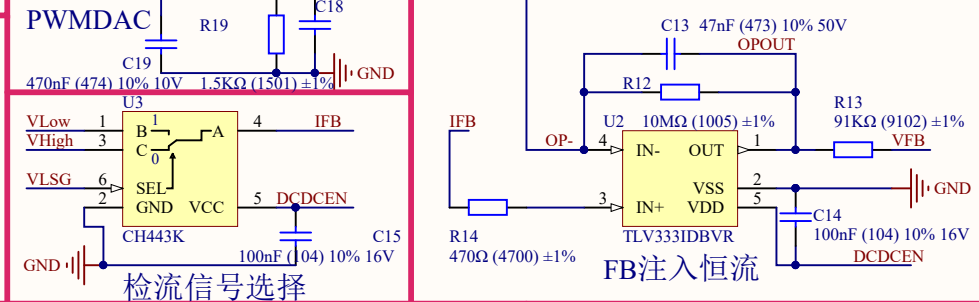 PWMDAC
R19
C18
C19
470nF (474) 10% 10V
1.5KΩ (1501) ±1%
GND
U3
VLow
1
B
1
A
4
IFB
VHigh
3
C
0
VLSG
6
SEL
2
GND
VCC
5
DCDCEN
CH443K
C15
100nF (104) 10% 16V
GND
检流信号选择
C13
47nF (473) 10% 50V
OPOUT
R12
IFB
U2
10MΩ (1005) ±1%
R13
91KΩ (9102) ±1%
OP-
4
IN-
OUT
1
VFB
VSS
2
GND
3
IN+
VDD
5
C14
R14
TLV333IDBVR
100nF (104) 10% 16V
470Ω (4700) ±1%
FB注入恒流
DCDCEN